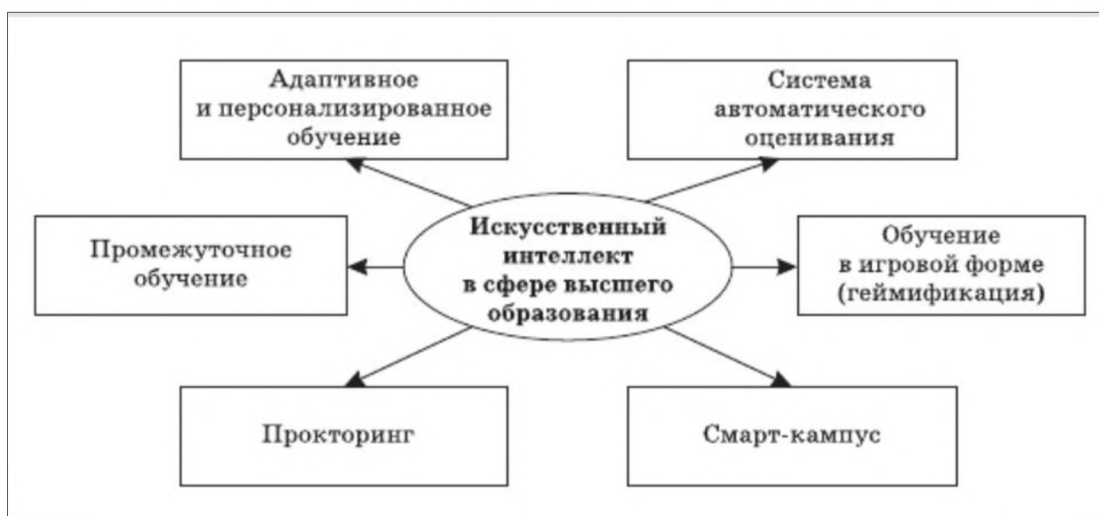 Адаптивное
и персонализированное
обучение
Система
автоматического
оценивания
Промежуточное
обучение
Искусственный
интеллект
в сфере высшего
образования
Обучение
в игровой форме
(геймификация)
Прокторинг
Смарт-кампус